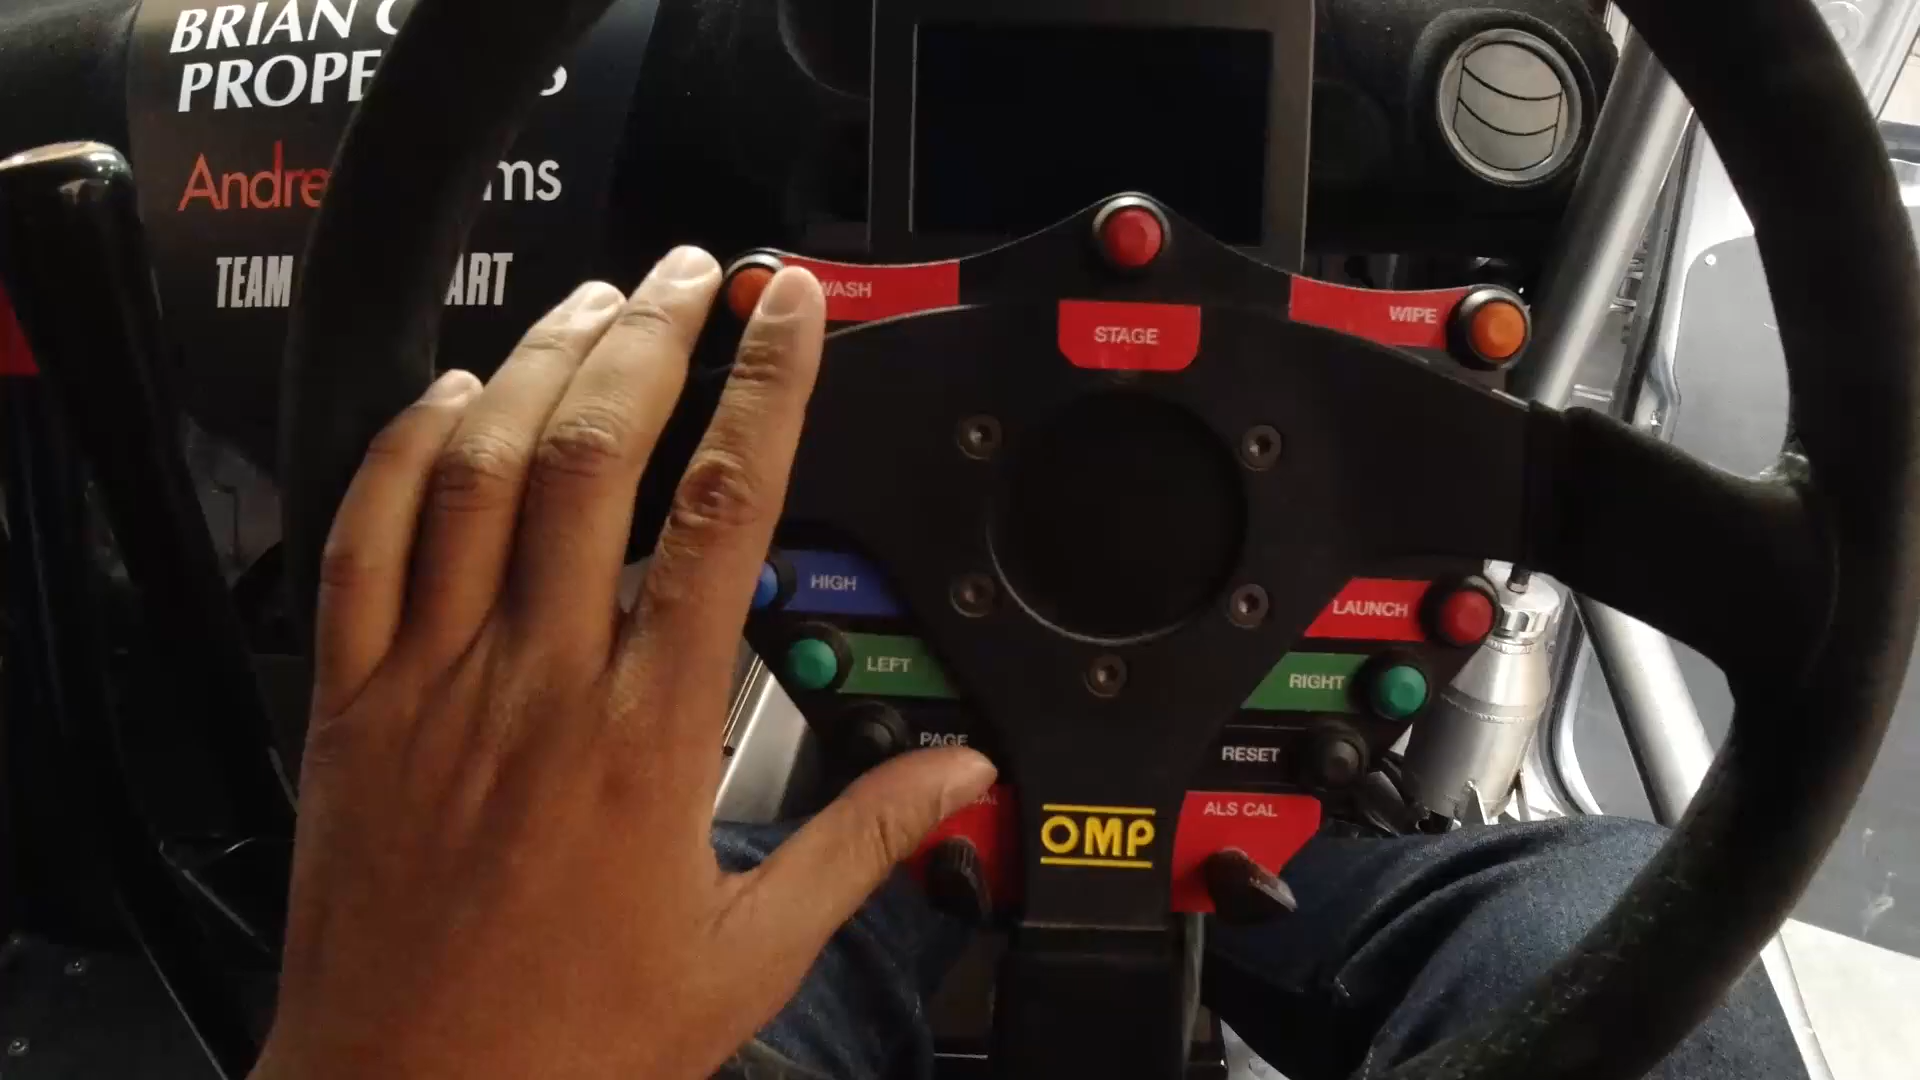 BRIAN
PROPE
Andre ms
TEAM ART
WASH
STAGE
WIPE
HIGH
LAUNCH
LEFT
RIGHT
PAGE
RESET
ALS CAL
OMP